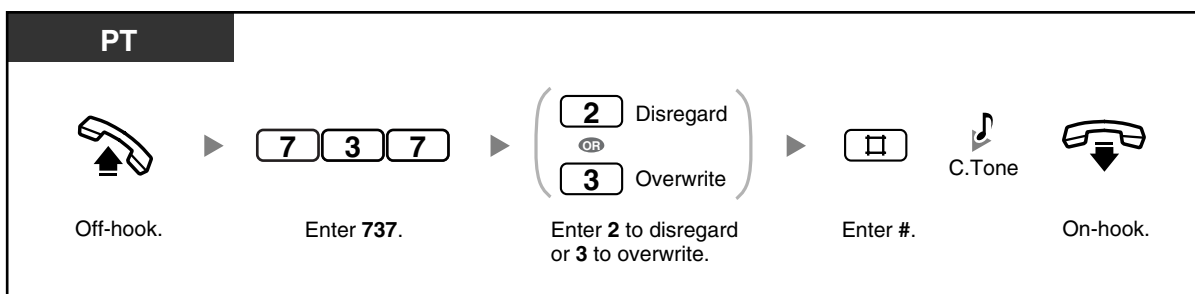 PT
7 3 7
2 Disregard
OR
3 Overwrite
#
C.Tone
Off-hook.
Enter 737.
Enter 2 to disregard
or 3 to overwrite.
Enter #.
On-hook.